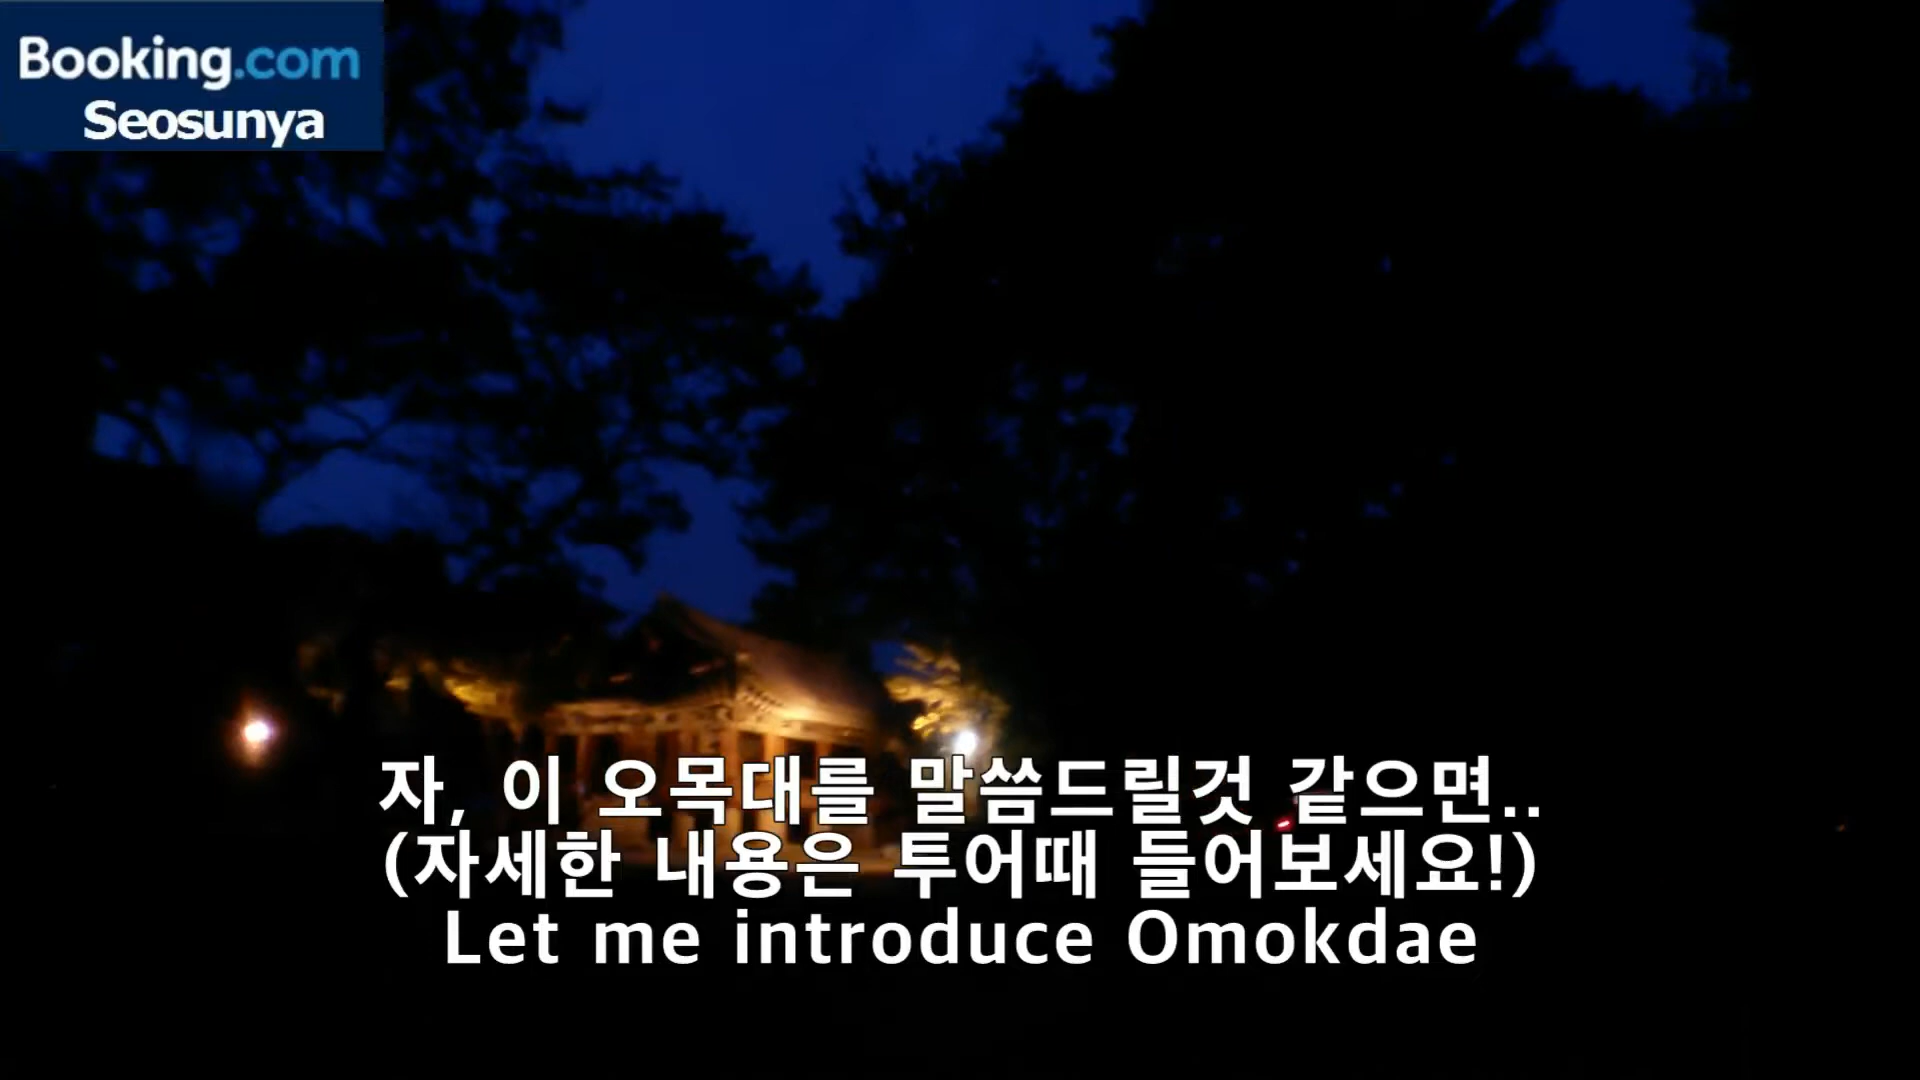 Booking.com
Seosunya
자, 이 오목대를 말씀드릴것 같으면..
(자세한 내용은 투어때 들어보세요!)
Let me introduce Omokdae